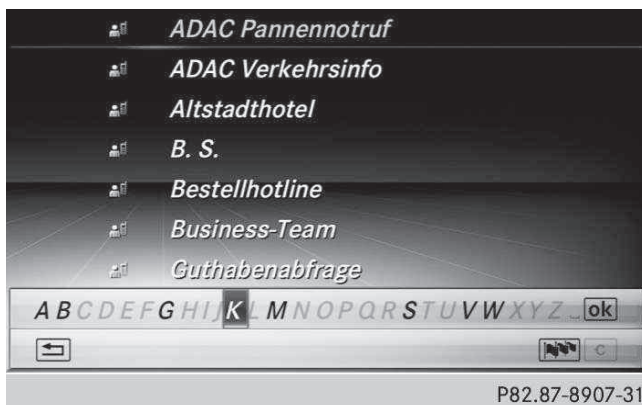 ADAC Pannennotruf
ADAC Verkehrsinfo
Altstadthotel
B. S.
Bestellhotline
Business-Team
Guthabenabfrage
A B C D E F G H I J K L M N O P Q R S T U V W X Y Z _ ok
C
P82.87-8907-31